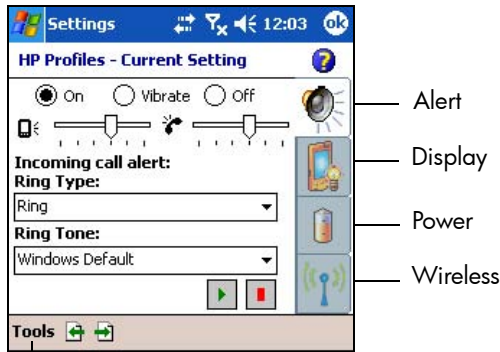 Settings 12:03 ok
HP Profiles - Current Setting ?
On Vibrate Off
Incoming call alert:
Ring Type:
Ring
Ring Tone:
Windows Default
Tools
Alert
Display
Power
Wireless